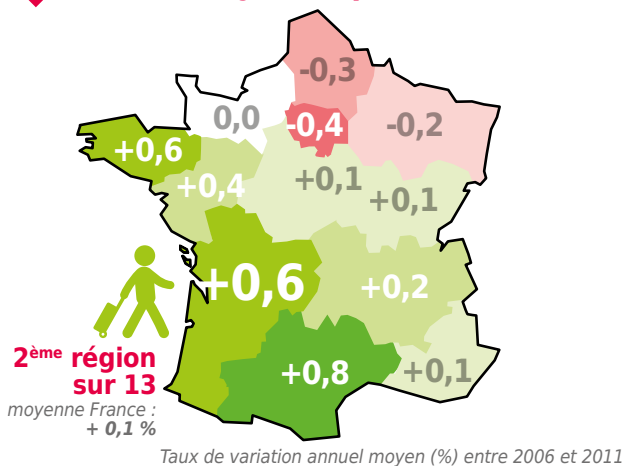 -0,3
0,0
-0,4
-0,2
+0,6
+0,4
+0,1
+0,1
+0,6
+0,2
+0,8
+0,1
2ème région
sur 13
moyenne France :
+ 0,1 %
Taux de variation annuel moyen (%) entre 2006 et 2011